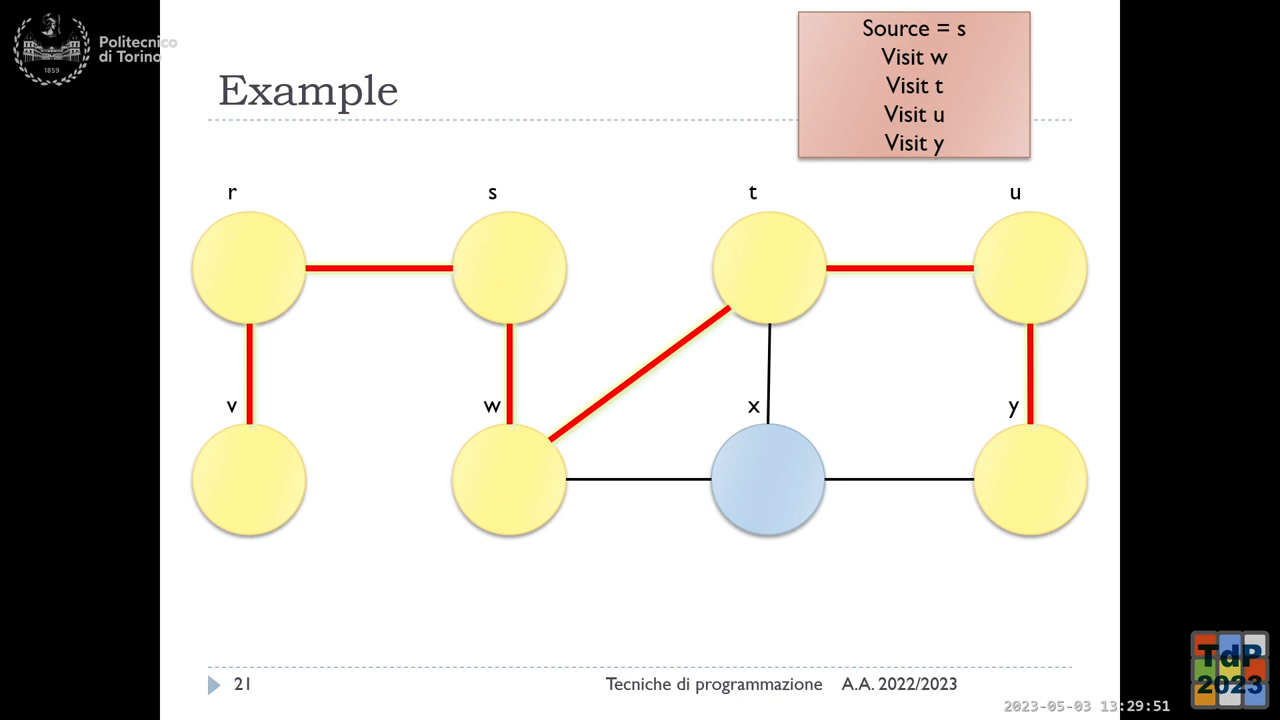 Politecnico
di Torino
1859
Example
Source = s
Visit w
Visit t
Visit u
Visit y
r
s
t
u
v
w
x
y
21
Tecniche di programmazione
A.A. 2022/2023
2023-05-03 13:29:51
TdP
2023